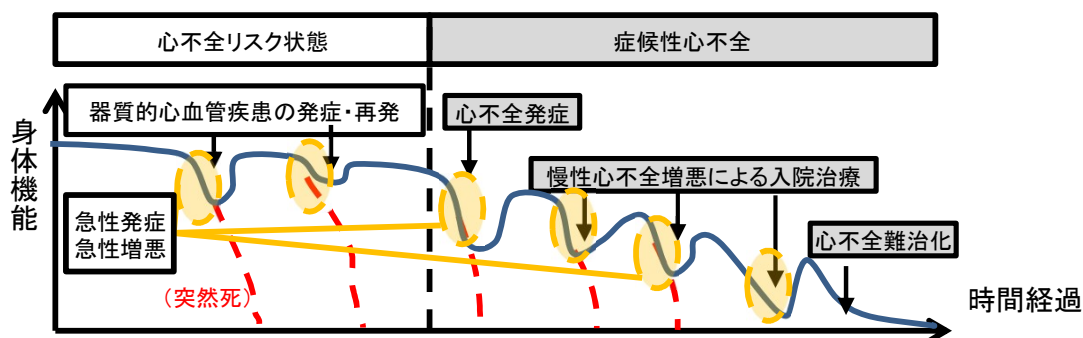 心不全リスク状態
症候性心不全
器質的心血管疾患の発症・再発
心不全発症
身体機能
慢性心不全増悪による入院治療
急性発症
急性増悪
心不全難治化
(突然死)
時間経過